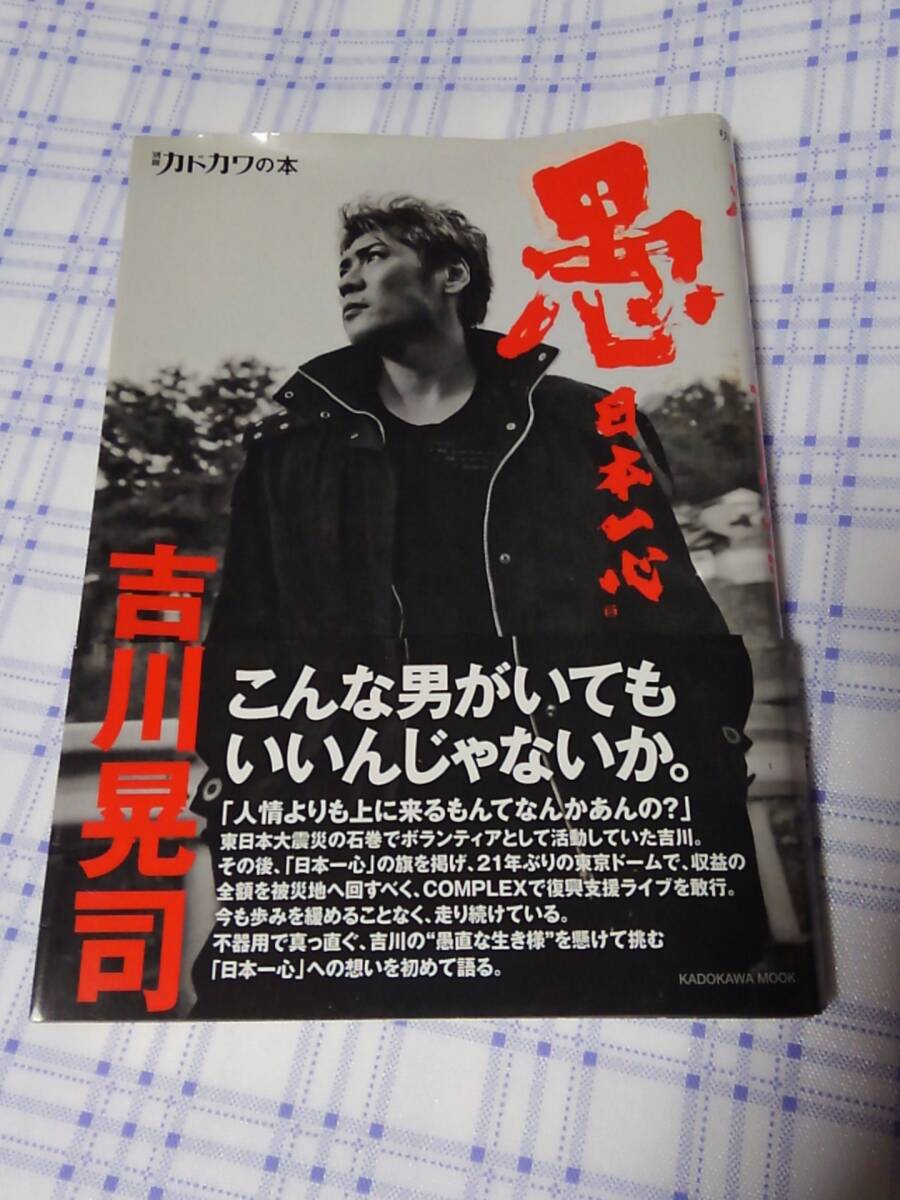 別冊カドカワの本
愚
日本一心
吉川晃司
こんな男がいても
いいんじゃないか。
「人情よりも上に来るもんてなんかあんの?」
東日本大震災の石巻でボランティアとして活動していた吉川。
その後、「日本一心」の旗を掲げ、21年ぶりの東京ドームで、収益の
全額を被災地へ回すべく、COMPLEXで復興支援ライブを敢行。
今も歩みを緩めることなく、走り続けている。
不器用で真っ直ぐ、吉川の“愚直な生き様”を懸けて挑む
「日本一心」への想いを初めて語る。
KADOKAWA MOOK